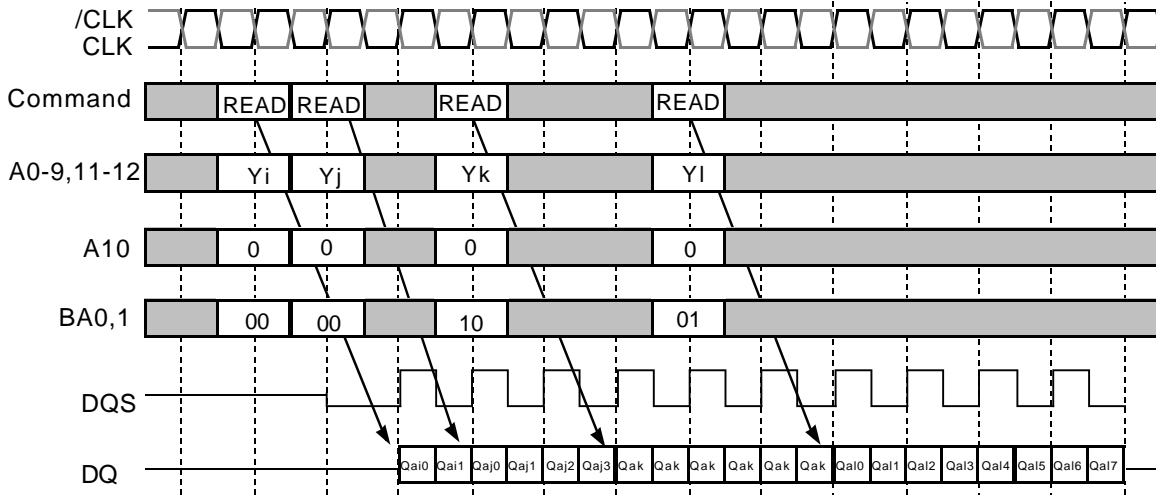 /CLK
CLK
Command READ READ READ READ
A0-9,11-12 Yi Yj Yk Yl
A10 0 0 0 0
BA0,1 00 00 10 01
DQS
DQ Qai0 Qai1 Qaj0 Qaj1 Qaj2 Qaj3 Qak Qak Qak Qak Qak Qak Qal0 Qal1 Qal2 Qal3 Qal4 Qal5 Qal6 Qal7